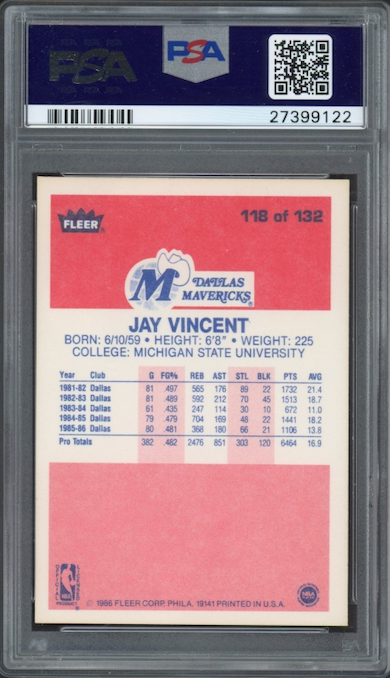 PSA
PSA
27399122
FLEER
118 of 132
M DALLAS
MAVERICKS
JAY VINCENT
BORN: 6/10/59 • HEIGHT: 6'8" • WEIGHT: 225
COLLEGE: MICHIGAN STATE UNIVERSITY
Year Club G FG% REB AST STL BLK PTS AVG
1981-82 Dallas 81 .497 565 176 89 22 1732 21.4
1982-83 Dallas 81 .489 592 212 70 45 1513 18.7
1983-84 Dallas 61 .435 247 114 30 10 672 11.0
1984-85 Dallas 79 .479 704 169 48 22 1441 18.2
1985-86 Dallas 80 .481 368 180 66 21 1106 13.8
Pro Totals 382 .482 2476 851 303 120 6464 16.9
NBA
PRODUCT
NBA
© 1986 FLEER CORP. PHILA. 19141 PRINTED IN U.S.A.